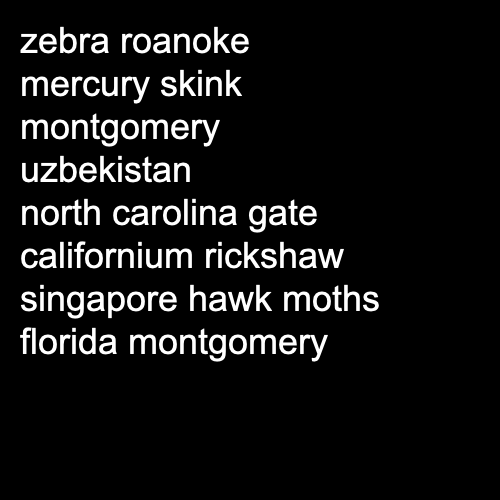 zebra roanoke
mercury skink
montgomery
uzbekistan
north carolina gate
californium rickshaw
singapore hawk moths
florida montgomery